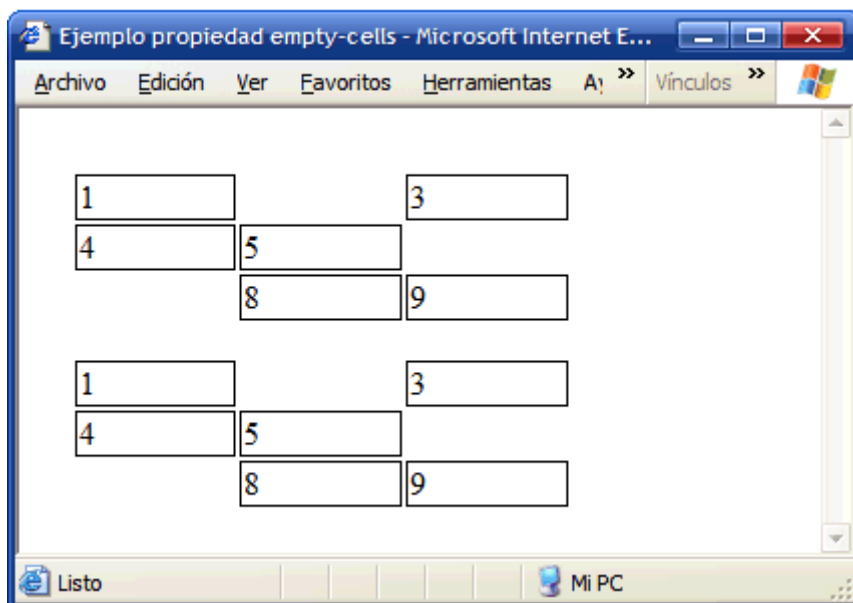 Ejemplo propiedad empty-cells - Microsoft Internet E...
Archivo Edición Ver Favoritos Herramientas Ay » Vínculos »
1 3
4 5
8 9
1 3
4 5
8 9
Listo Mi PC